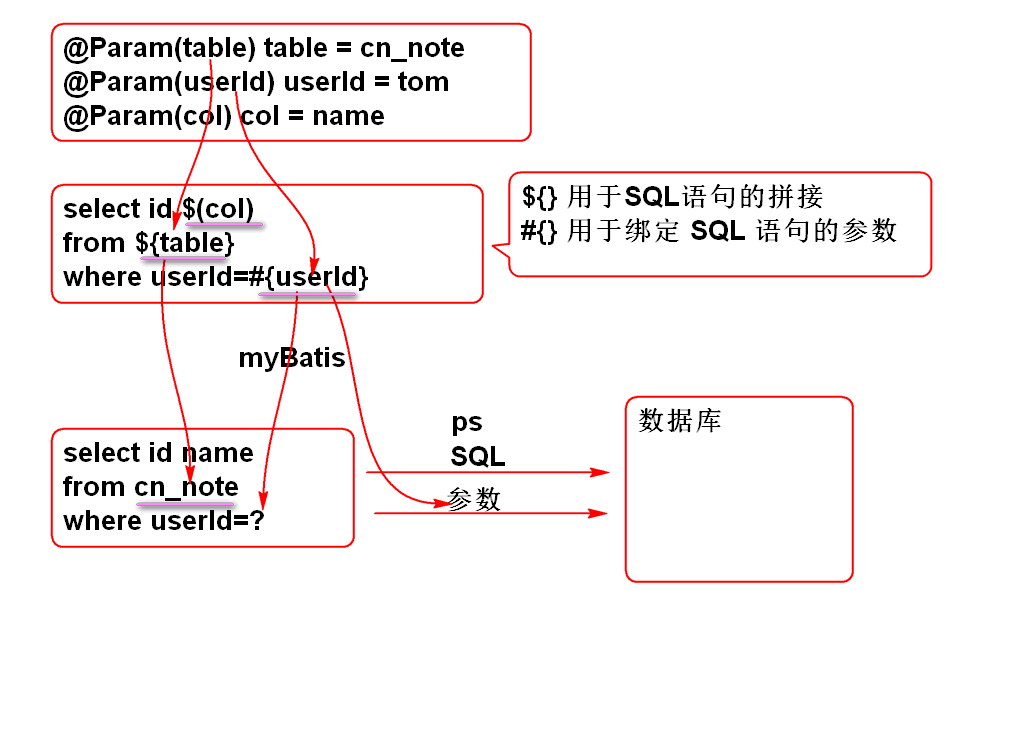 @Param(table) table = cn_note
@Param(userId) userId = tom
@Param(col) col = name
select id $(col)
from ${table}
where userId=#{userId}
${} 用于SQL语句的拼接
#{} 用于绑定 SQL 语句的参数
myBatis
select id name
from cn_note
where userId=?
ps
SQL
参数
数据库